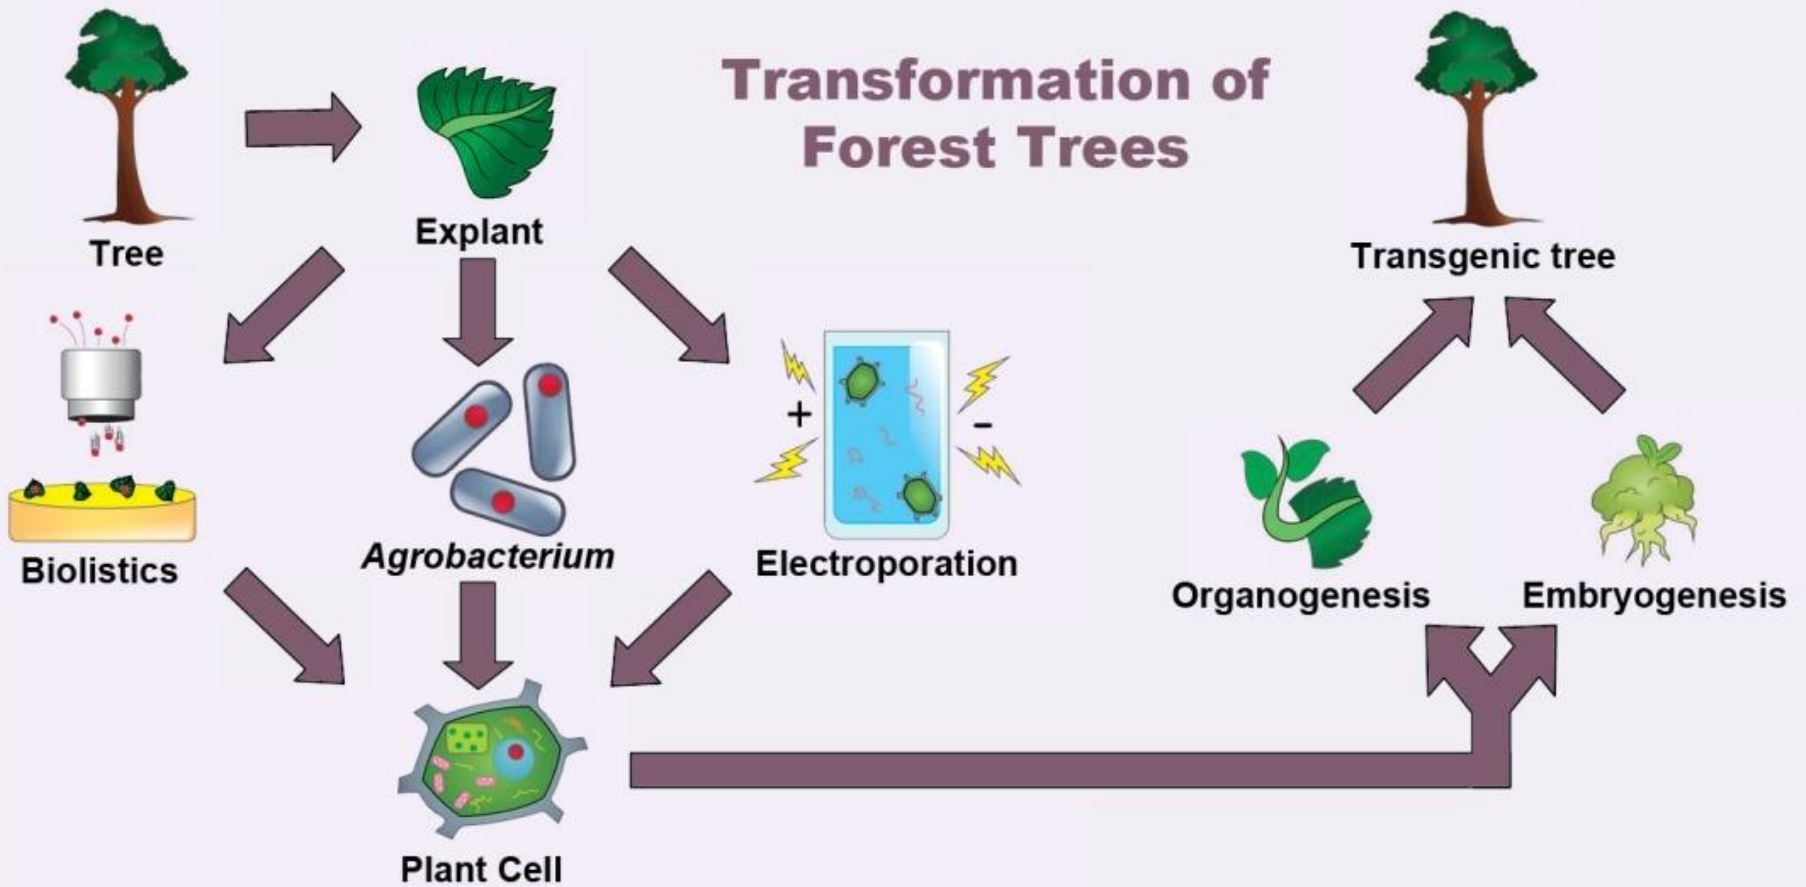 Transformation of
Forest Trees
Tree
Explant
Transgenic tree
+
-
Biolistics
Agrobacterium
Electroporation
Organogenesis
Embryogenesis
Plant Cell